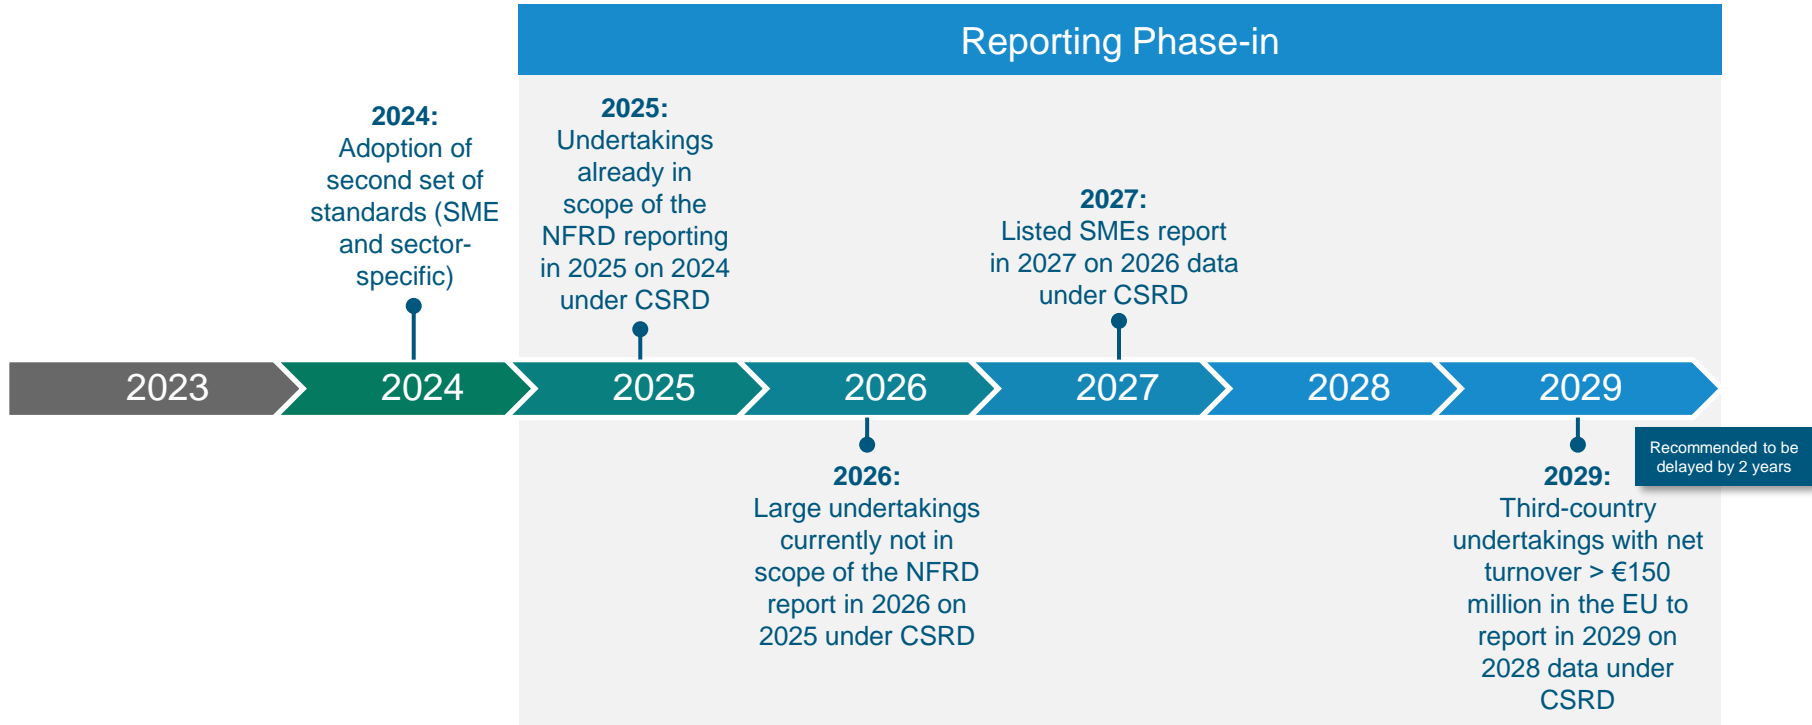 Reporting Phase-in
2024:
Adoption of
second set of
standards (SME
and sector-
specific)
2025:
Undertakings
already in
scope of the
NFRD reporting
in 2025 on 2024
under CSRD
2027:
Listed SMEs report
in 2027 on 2026 data
under CSRD
2023
2024
2025
2026
2027
2028
2029
Recommended to be
delayed by 2 years
2026:
Large undertakings
currently not in
scope of the NFRD
report in 2026 on
2025 under CSRD
2029:
Third-country
undertakings with net
turnover > €150
million in the EU to
report in 2029 on
2028 data under
CSRD